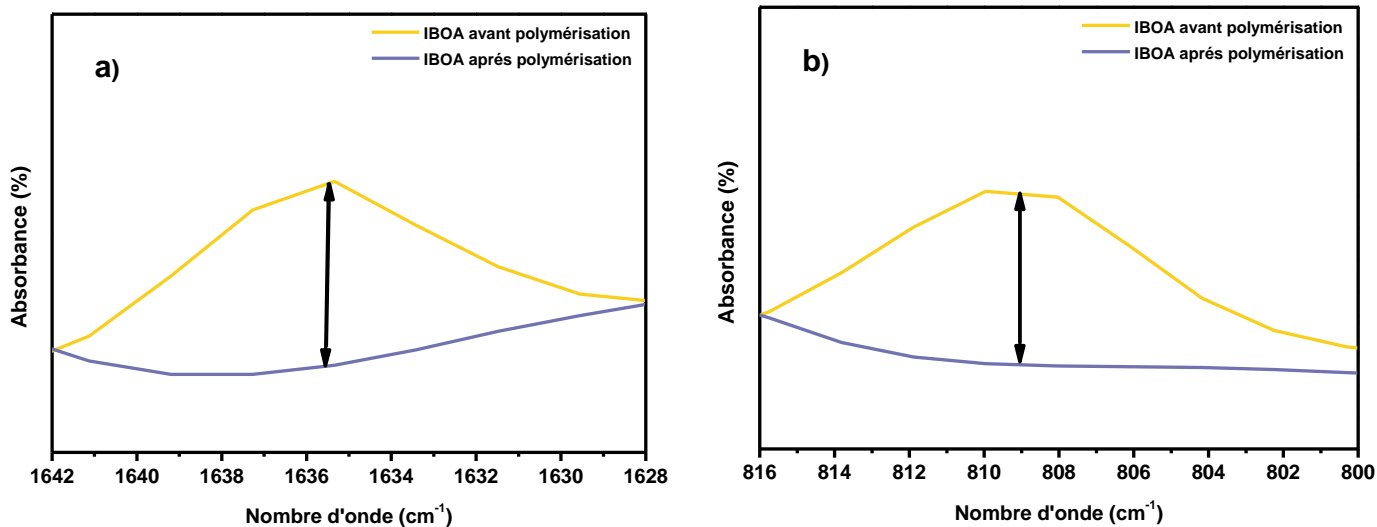 IBOA avant polymérisation
IBOA aprés polymérisation
a)
Absorbance (%)
1642 1640 1638 1636 1634 1632 1630 1628
Nombre d'onde (cm⁻¹)
IBOA avant polymérisation
IBOA aprés polymérisation
b)
Absorbance (%)
816 814 812 810 808 806 804 802 800
Nombre d'onde (cm⁻¹)